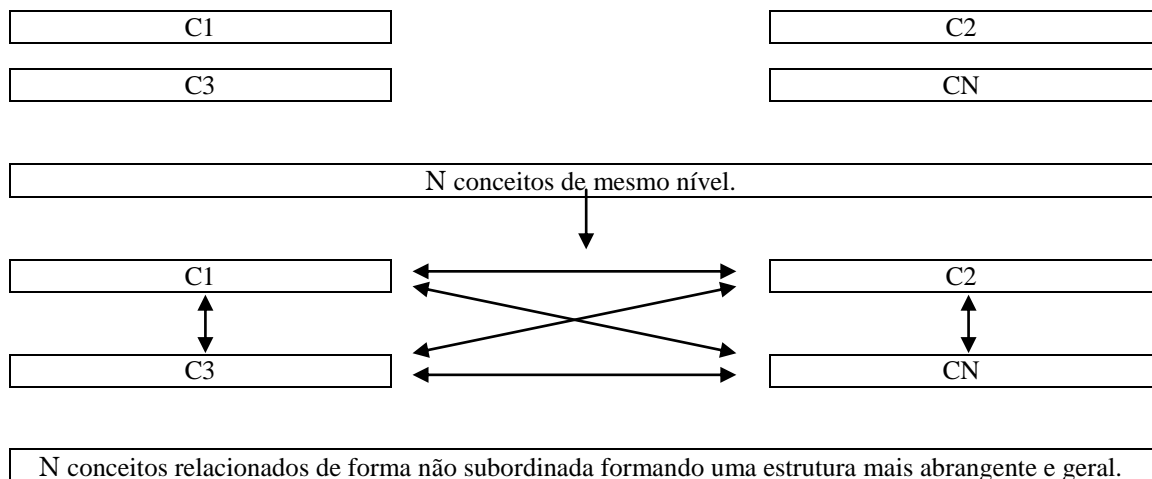 C1
C2
C3
CN
N conceitos de mesmo nível.
C1
C2
C3
CN
N conceitos relacionados de forma não subordinada formando uma estrutura mais abrangente e geral.